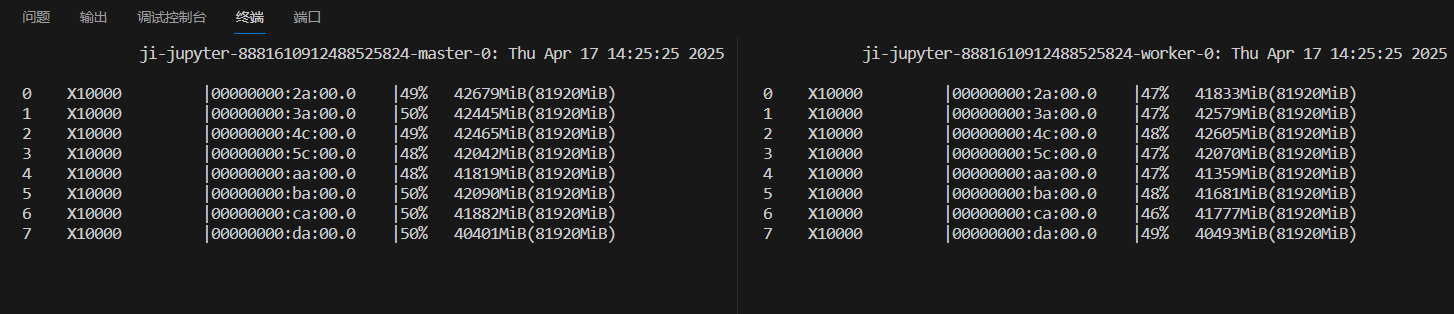 问题 输出 调试控制台 终端 端口
ji-jupyter-8881610912488525824-master-0: Thu Apr 17 14:25:25 2025
0 X10000 |00000000:2a:00.0 |49% 42679MiB(81920MiB)
1 X10000 |00000000:3a:00.0 |50% 42445MiB(81920MiB)
2 X10000 |00000000:4c:00.0 |49% 42465MiB(81920MiB)
3 X10000 |00000000:5c:00.0 |48% 42042MiB(81920MiB)
4 X10000 |00000000:aa:00.0 |48% 41819MiB(81920MiB)
5 X10000 |00000000:ba:00.0 |50% 42090MiB(81920MiB)
6 X10000 |00000000:ca:00.0 |50% 41882MiB(81920MiB)
7 X10000 |00000000:da:00.0 |50% 40401MiB(81920MiB)
ji-jupyter-8881610912488525824-worker-0: Thu Apr 17 14:25:25 2025
0 X10000 |00000000:2a:00.0 |47% 41833MiB(81920MiB)
1 X10000 |00000000:3a:00.0 |47% 42579MiB(81920MiB)
2 X10000 |00000000:4c:00.0 |48% 42605MiB(81920MiB)
3 X10000 |00000000:5c:00.0 |47% 42070MiB(81920MiB)
4 X10000 |00000000:aa:00.0 |47% 41359MiB(81920MiB)
5 X10000 |00000000:ba:00.0 |48% 41681MiB(81920MiB)
6 X10000 |00000000:ca:00.0 |46% 41777MiB(81920MiB)
7 X10000 |00000000:da:00.0 |49% 40493MiB(81920MiB)